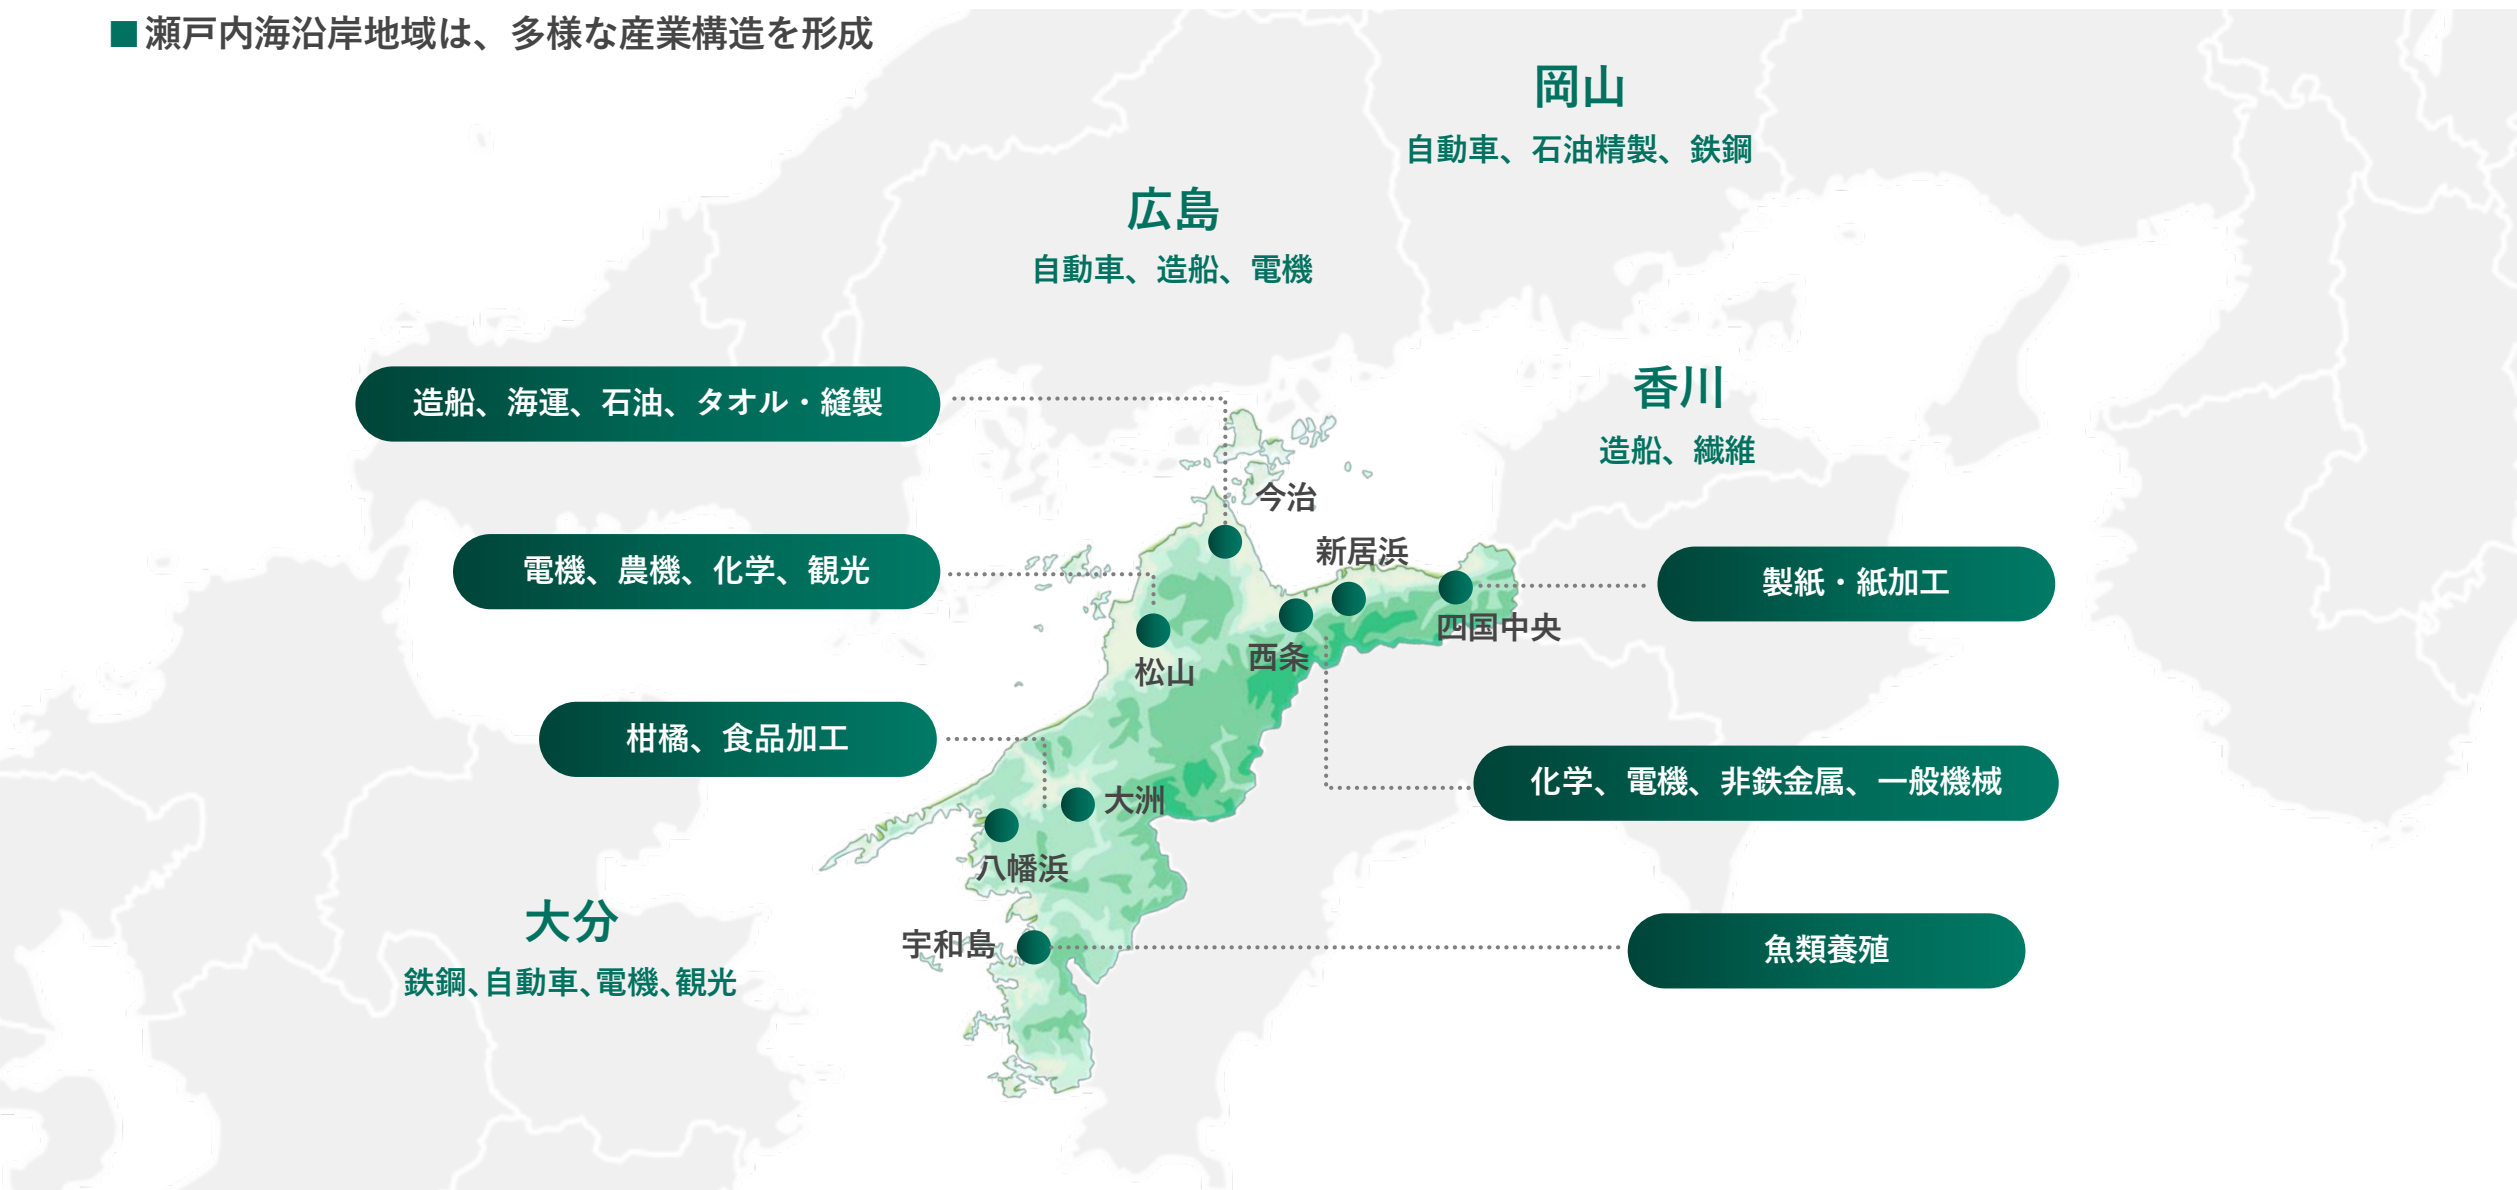 ■瀬戸内海沿岸地域は、多様な産業構造を形成
岡山
自動車、石油精製、鉄鋼
広島
自動車、造船、電機
香川
造船、繊維
造船、海運、石油、タオル・縫製
今治
新居浜
電機、農機、化学、観光
製紙・紙加工
四国中央
西条
松山
柑橘、食品加工
化学、電機、非鉄金属、一般機械
大洲
八幡浜
大分
鉄鋼、自動車、電機、観光
宇和島
魚類養殖